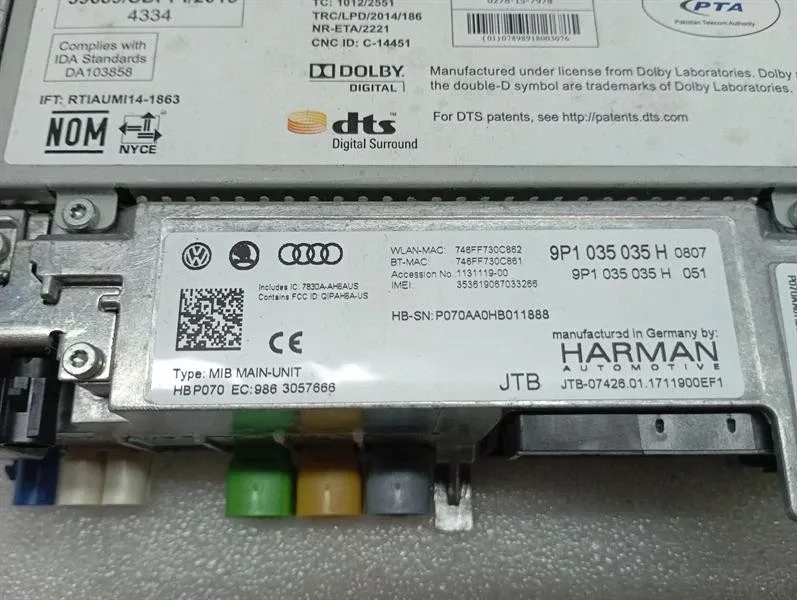 4334
TC: 1012/2551
TRC/LPD/2014/186
NR-ETA/2221
CNC ID: C-14451
(01)07898918003076
PTA
Pakistan Telecom Authority
Complies with
IDA Standards
DA103858
IFT: RTIAUMI14-1863
NOM
NYCE
DOLBY
DIGITAL
Manufactured under license from Dolby Laboratories. Dolby
the double-D symbol are trademarks of Dolby Laboratories.
dts
Digital Surround
For DTS patents, see http://patents.dts.com
WLAN-MAC: 746FF730C862
BT-MAC: 746FF730C861
Accession No. 1131119-00
IMEI: 353619067033266
9P1 035 035 H 0807
9P1 035 035 H 051
Includes IC: 7830A-AH6AUS
Contains FCC ID: QIPAH6A-US
HB-SN: P070AA0HB011888
CE
Type: MIB MAIN-UNIT
HBP070 EC:986 3057666
JTB
manufactured in Germany by:
HARMAN
AUTOMOTIVE
JTB-07426.01.1711900EF1